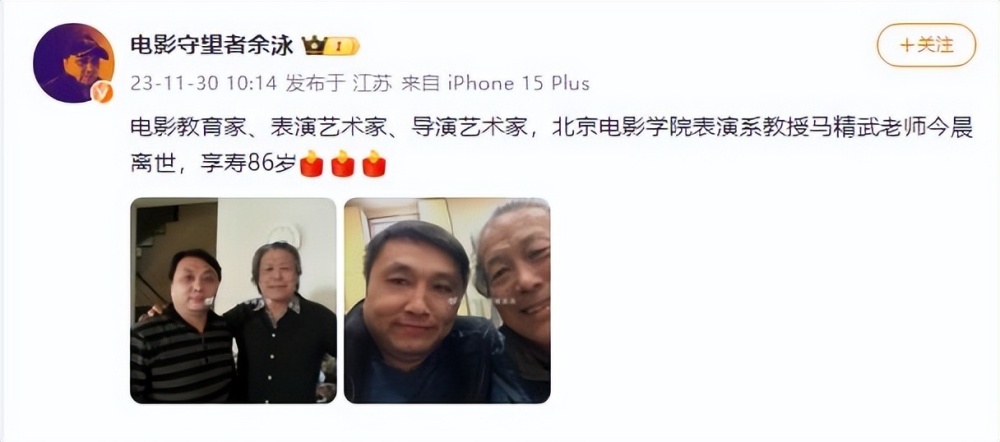 电影守望者余泳
1
+关注
23-11-30 10:14 发布于 江苏 来自 iPhone 15 Plus
电影教育家、表演艺术家、导演艺术家，北京电影学院表演系教授马精武老师今晨
离世，享寿86岁